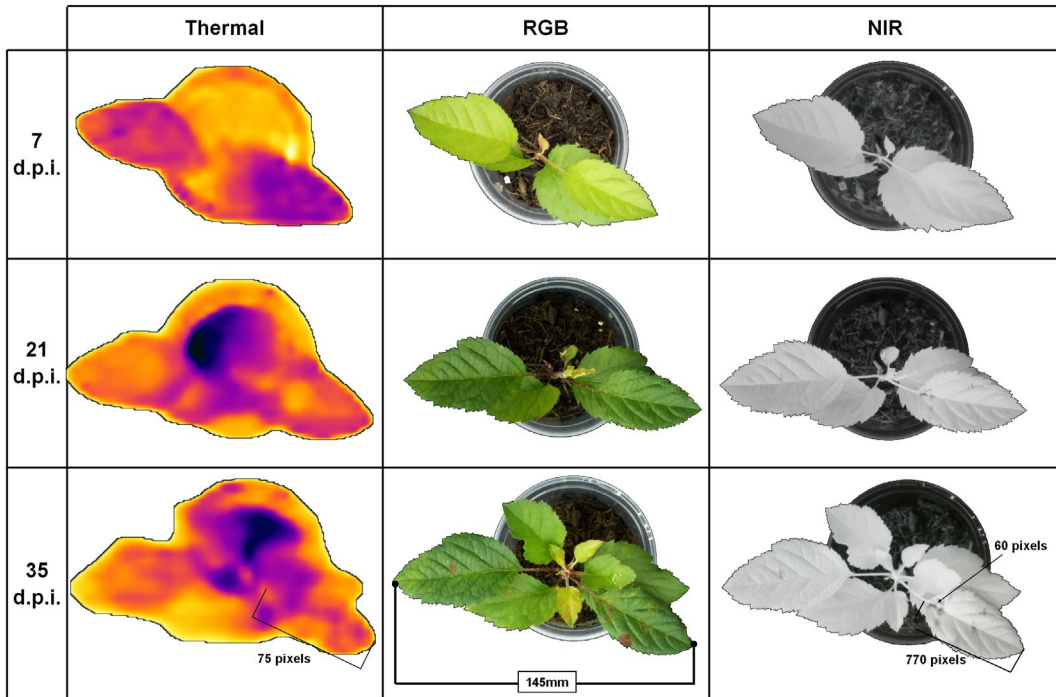 Thermal
RGB
NIR
7
d.p.i.
21
d.p.i.
35
d.p.i.
75 pixels
145mm
60 pixels
770 pixels